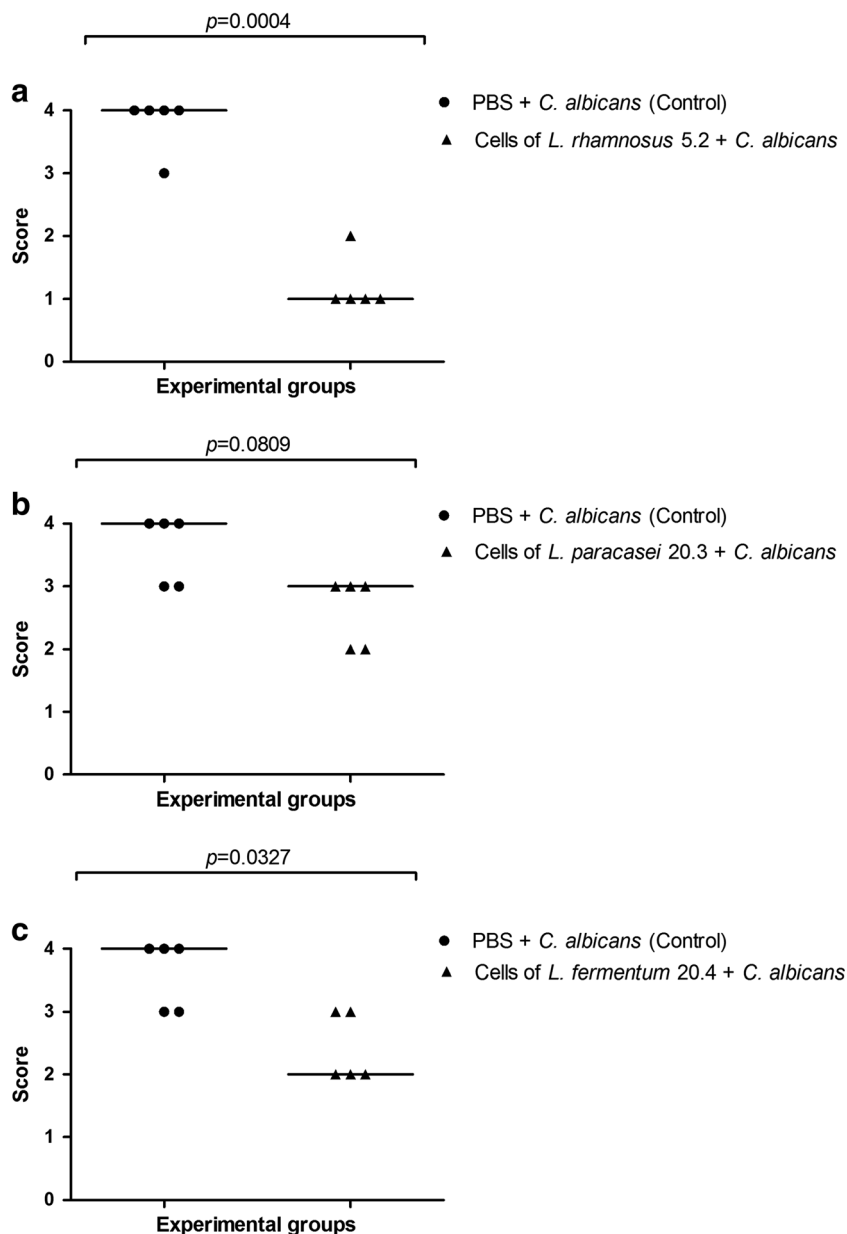 p=0.0004
a
4
3
2
1
0
Score
Experimental groups
PBS + C. albicans (Control)
Cells of L. rhamnosus 5.2 + C. albicans
p=0.0809
b
4
3
2
1
0
Score
Experimental groups
PBS + C. albicans (Control)
Cells of L. paracasei 20.3 + C. albicans
p=0.0327
c
4
3
2
1
0
Score
Experimental groups
PBS + C. albicans (Control)
Cells of L. fermentum 20.4 + C. albicans